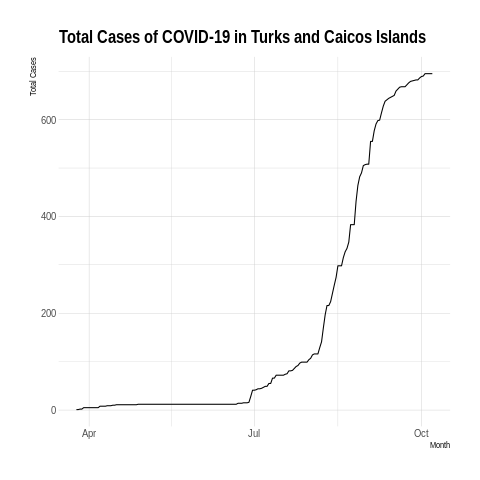 Total Cases of COVID-19 in Turks and Caicos Islands
Total Cases
600
400
200
0
Apr
Jul
Oct
Month